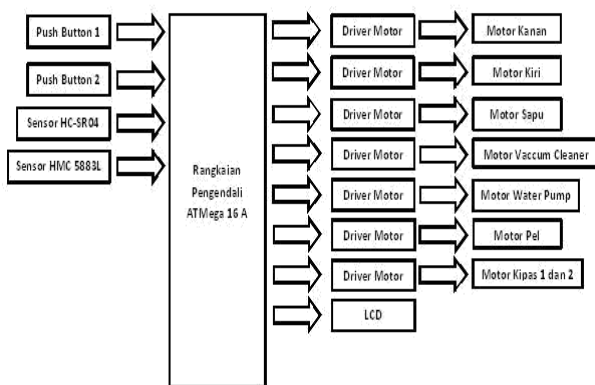 Push Button 1
Push Button 2
Sensor HC-SR04
Sensor HMC 5883L
Rangkaian
Pengendali
ATMega 16 A
Driver Motor
Motor Kanan
Driver Motor
Motor Kiri
Driver Motor
Motor Sapu
Driver Motor
Motor Vaccum Cleaner
Driver Motor
Motor Water Pump
Driver Motor
Motor Pel
Driver Motor
Motor Kipas 1 dan 2
LCD